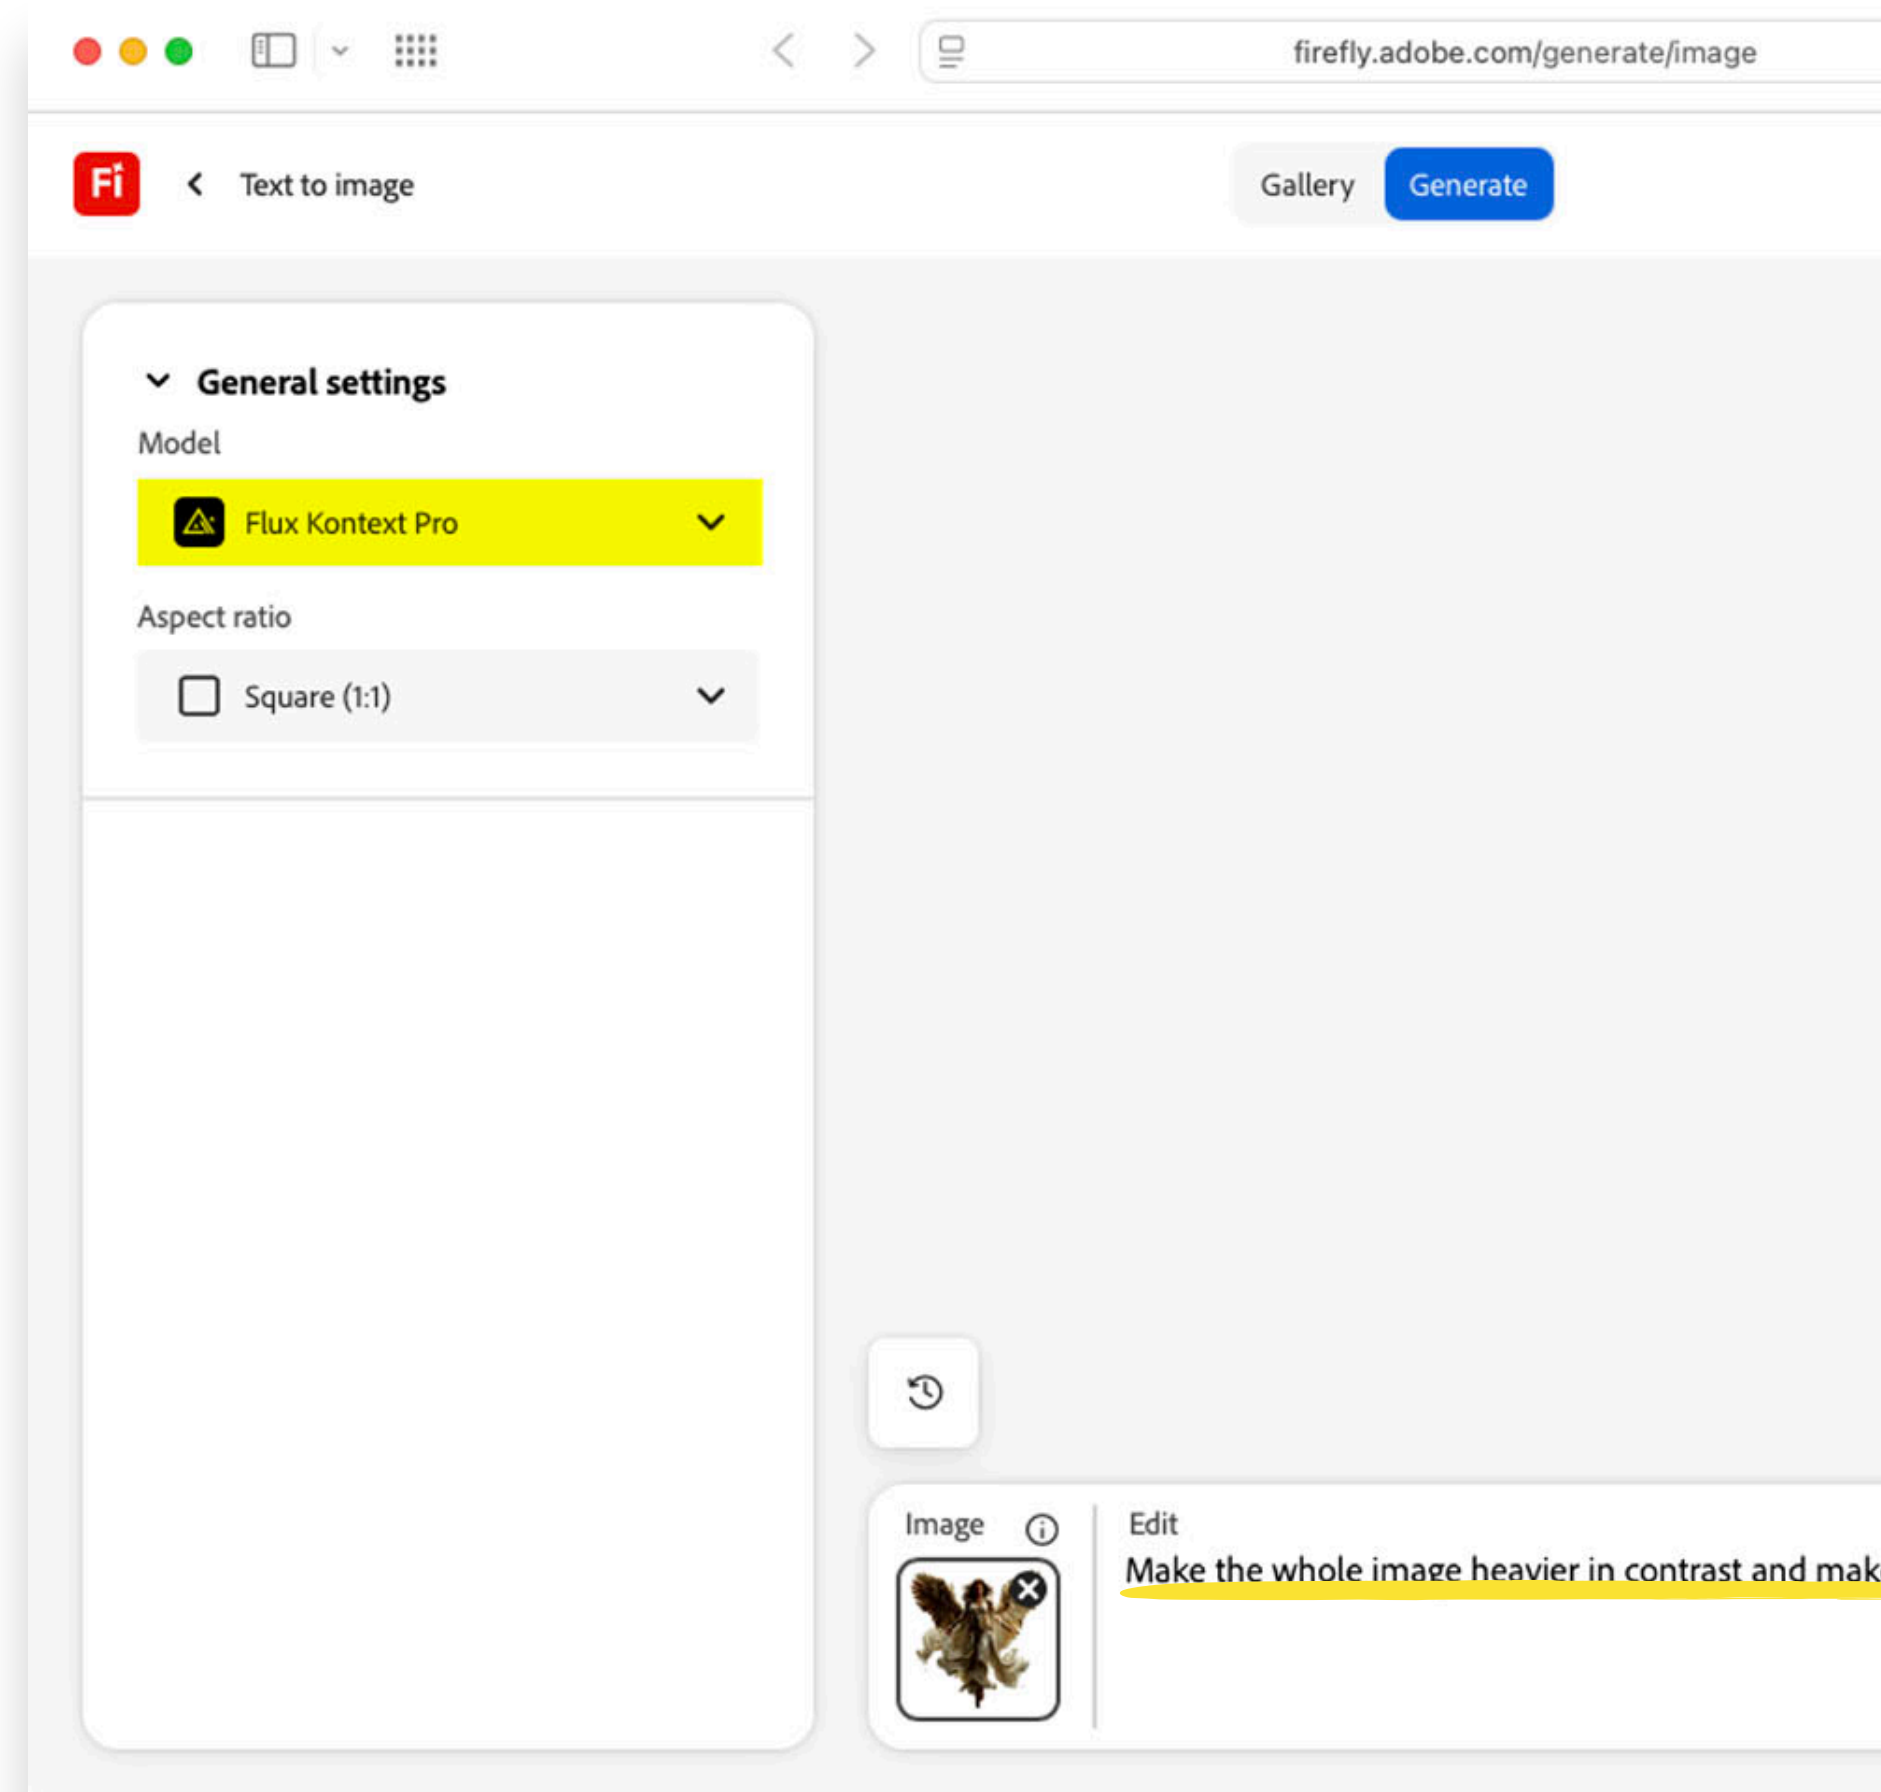 firefly.adobe.com/generate/image
Fi
Text to image
Gallery
Generate
General settings
Model
Flux Kontext Pro
Aspect ratio
Square (1:1)
Image
Edit
Make the whole image heavier in contrast and mak